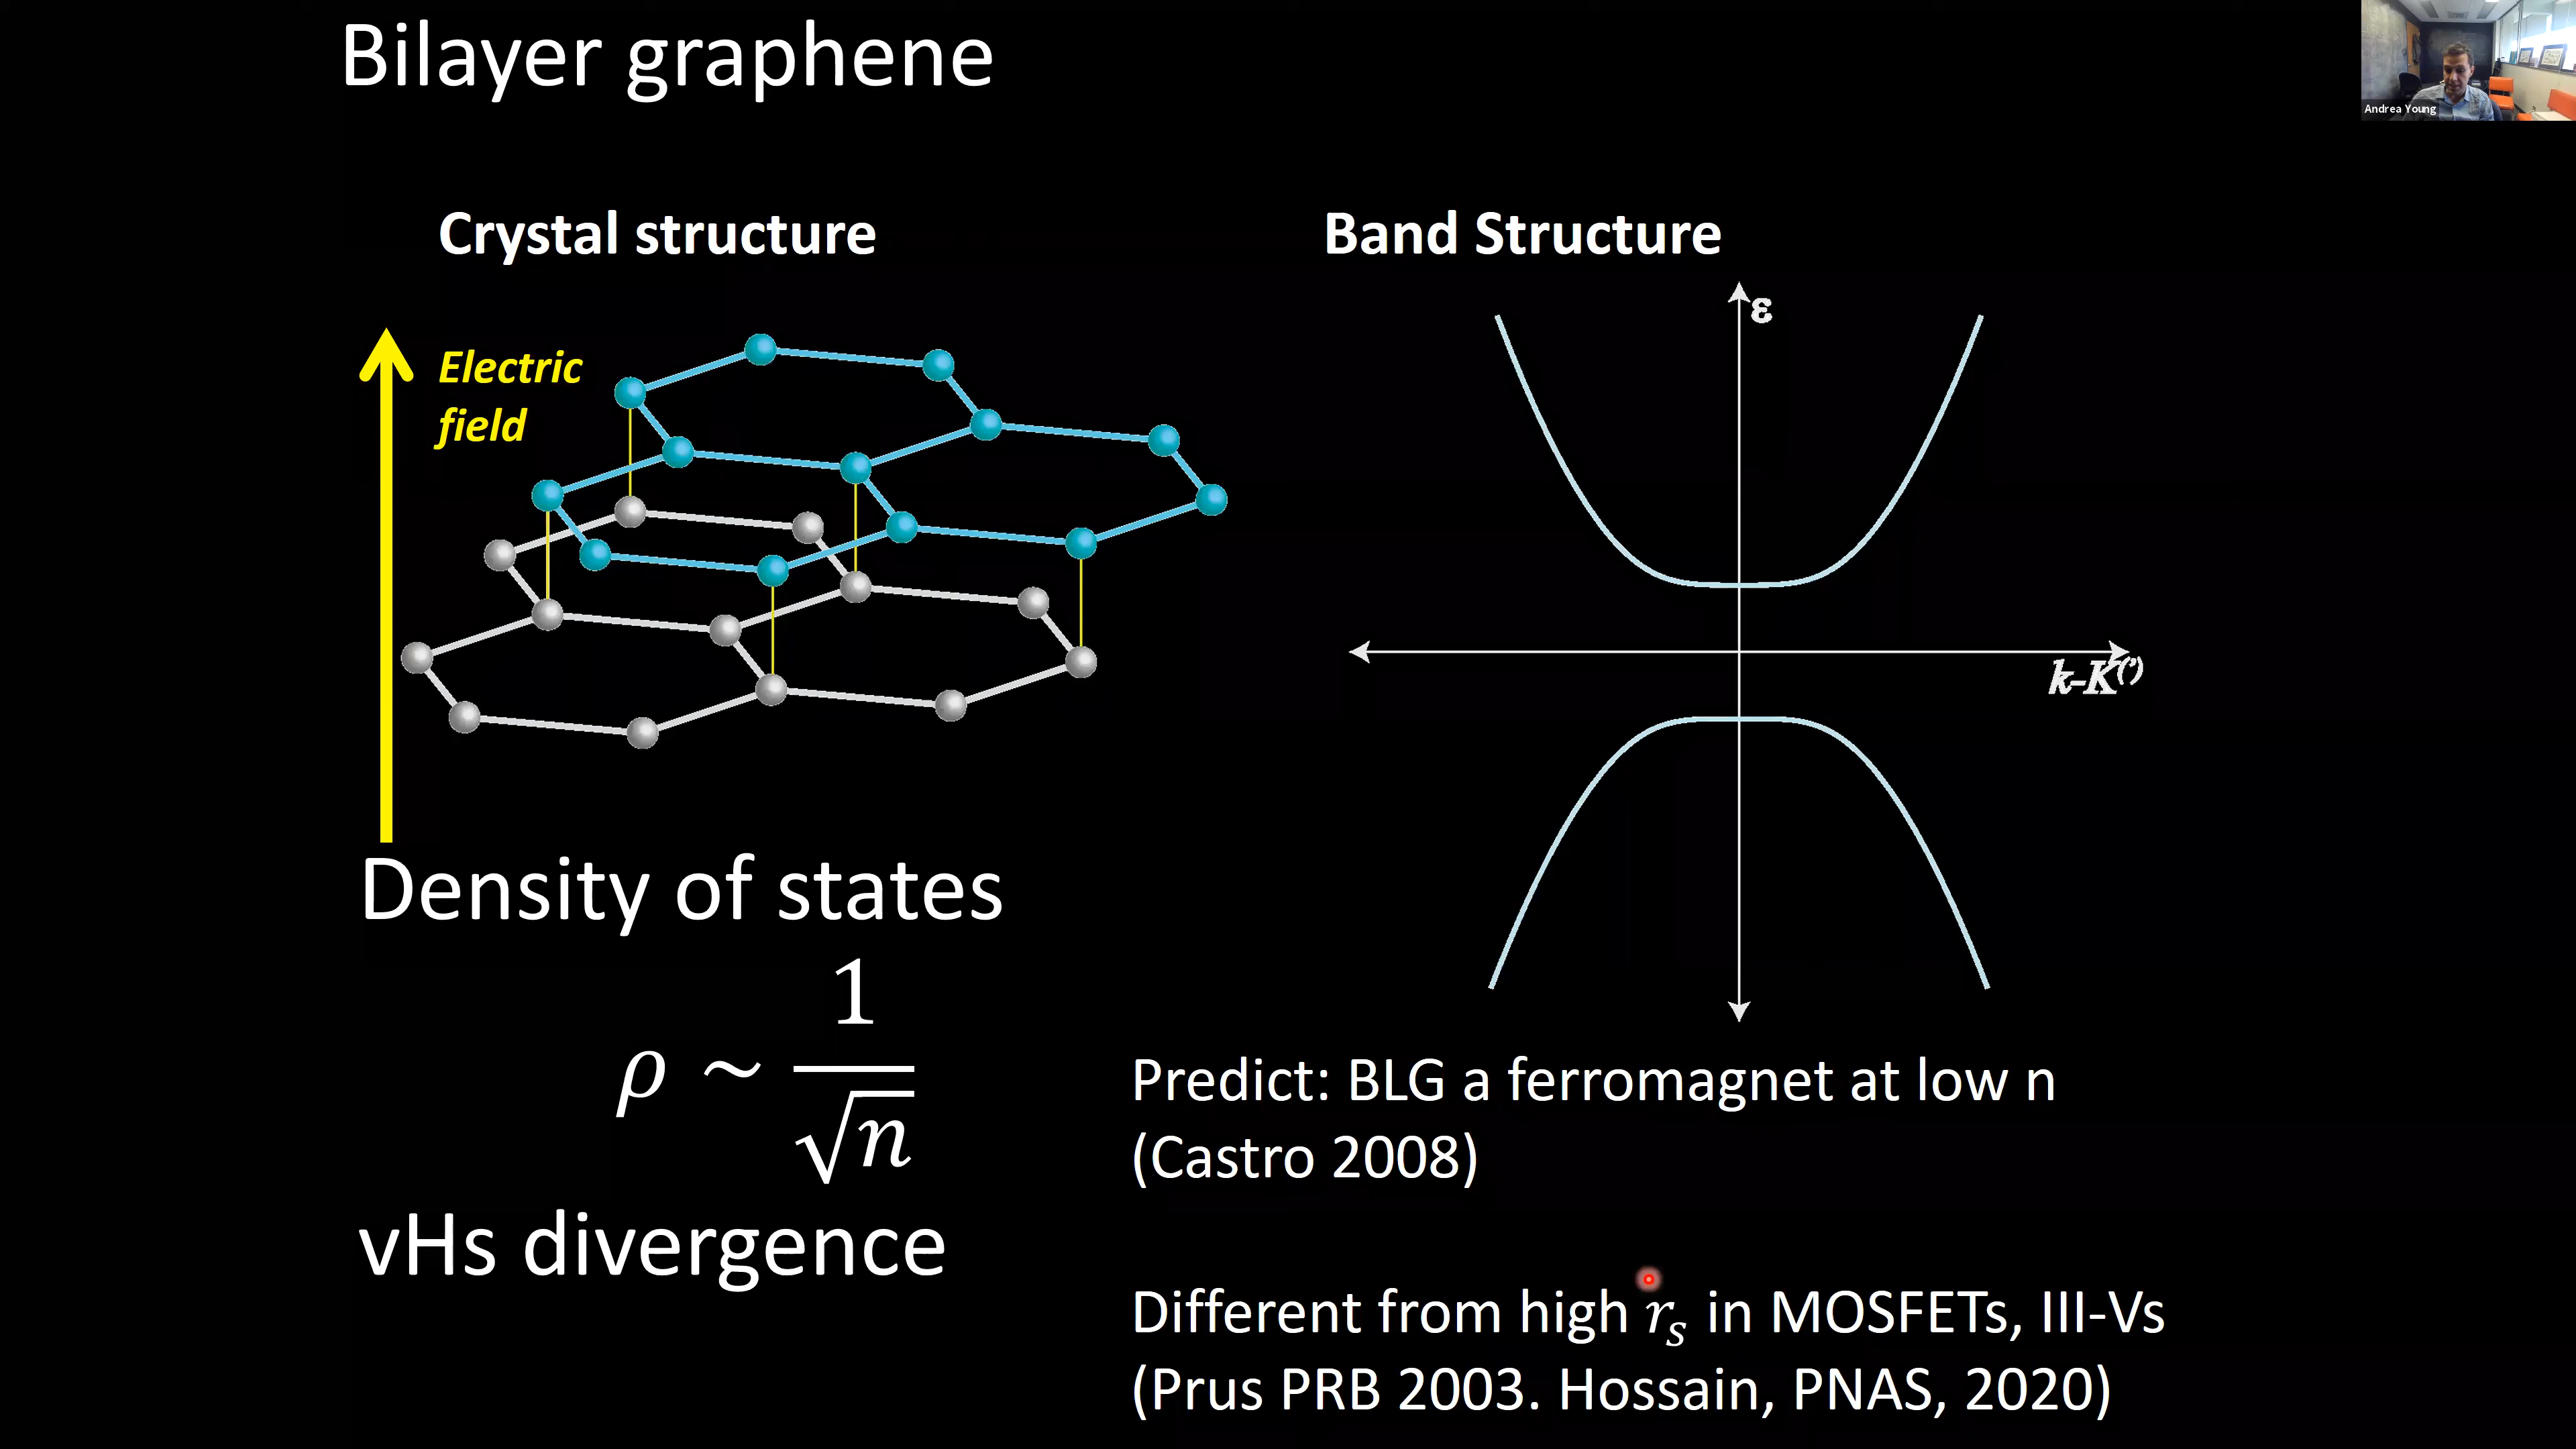 Bilayer graphene
Andrea Young
Crystal structure
Band Structure
Electric
field
ε
k-K(')
Density of states
ρ ~ 1/√n
vHs divergence
Predict: BLG a ferromagnet at low n
(Castro 2008)
Different from high rₛ in MOSFETs, III-Vs
(Prus PRB 2003. Hossain, PNAS, 2020)